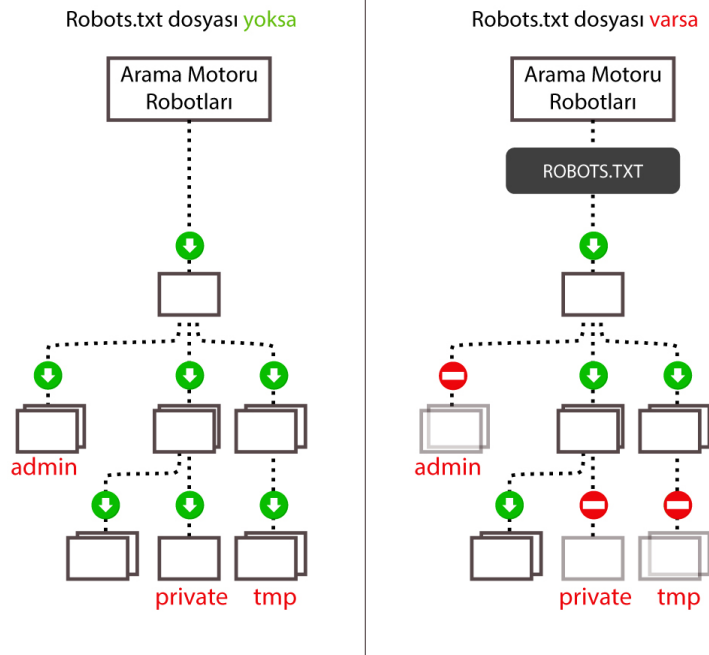 Robots.txt dosyası yoksa
Arama Motoru
Robotları
admin
private
tmp
Robots.txt dosyası varsa
Arama Motoru
Robotları
ROBOTS.TXT
admin
private
tmp